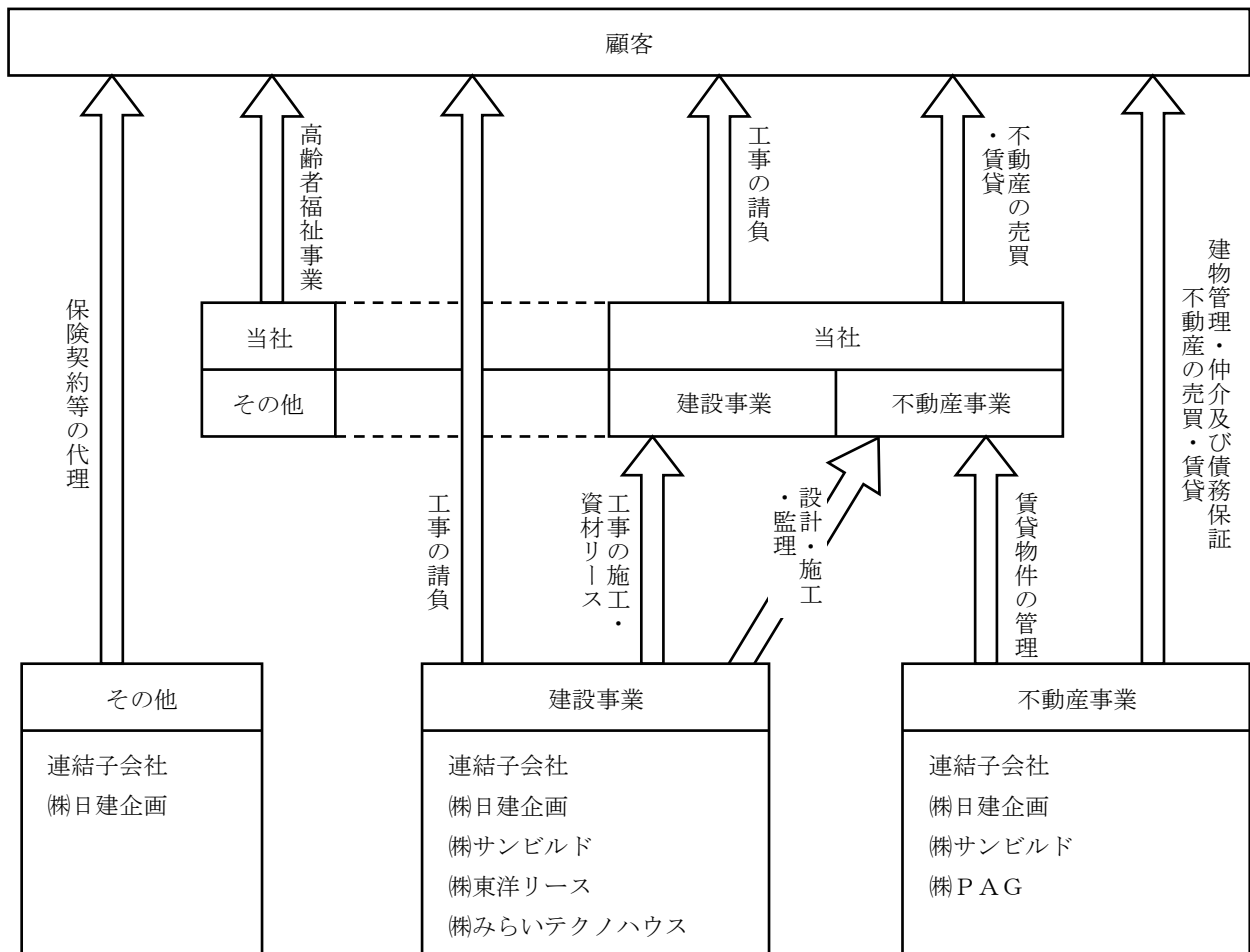 顧客
保険契約等の代理
高齢者福祉事業
工事の請負
工事の請負
不動産の売買
・賃貸
建物管理・仲介及び債務保証
不動産の売買・賃貸
当社
その他
当社
建設事業
不動産事業
工事の施工・
資材リース
設計・施工
・監理
賃貸物件の管理
その他
連結子会社
㈱日建企画
建設事業
連結子会社
㈱日建企画
㈱サンビルド
㈱東洋リース
㈱みらいテクノハウス
不動産事業
連結子会社
㈱日建企画
㈱サンビルド
㈱ＰＡＧ